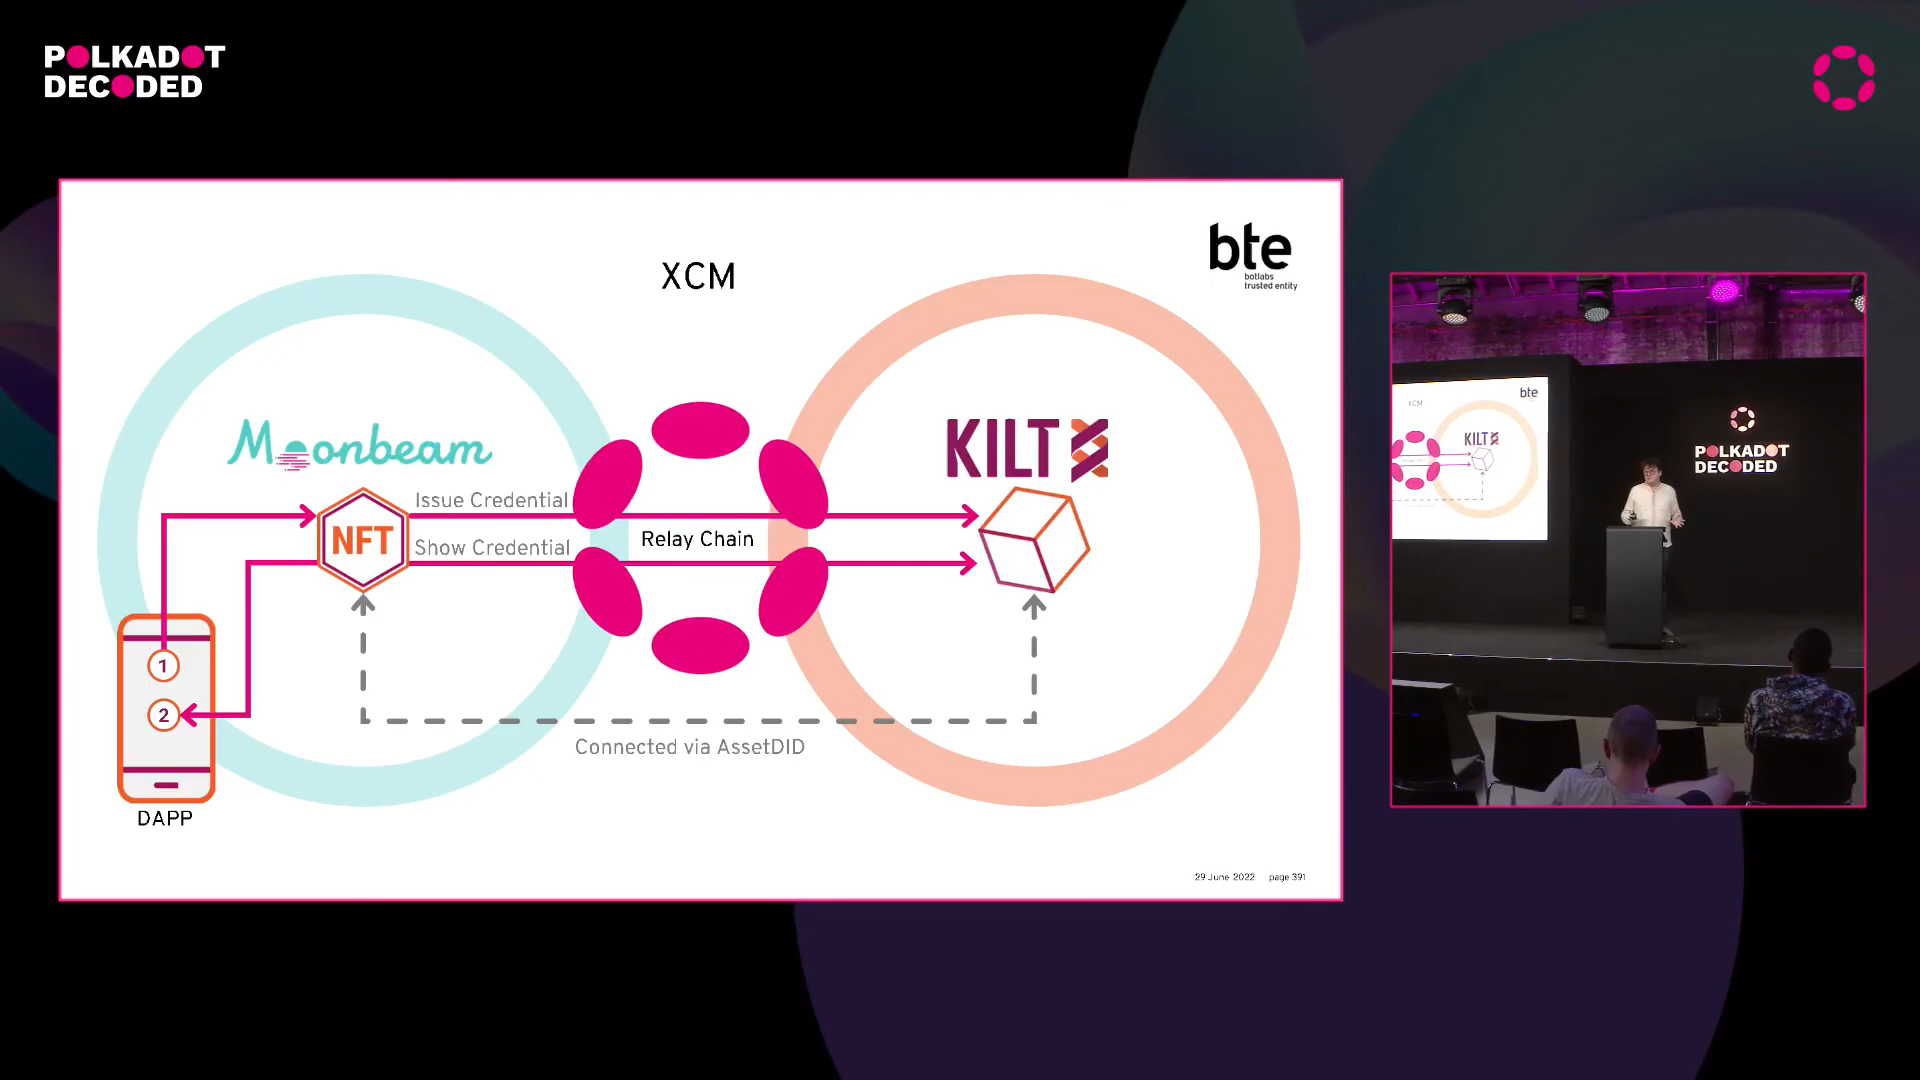 POLKADOT
DECODED
XCM
bte
botlabs
trusted entity
Moonbeam
KILT
NFT
Issue Credential
Show Credential
Relay Chain
1
2
Connected via AssetDID
DAPP
29 June 2022 page 391
XCM
bte
KILT
POLKADOT
DECODED